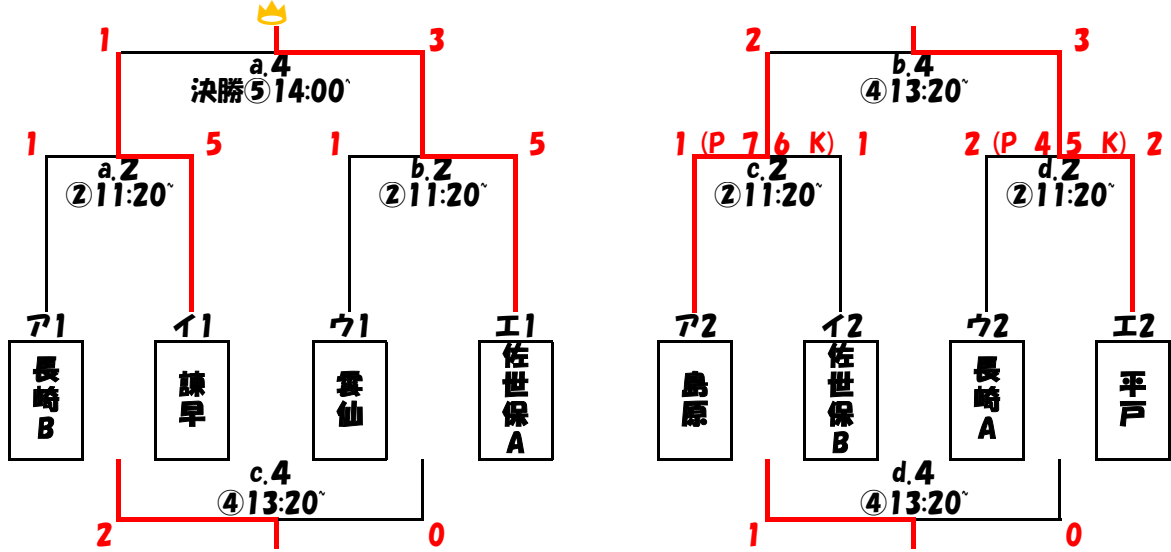 1 3
a.4
決勝⑤14:00~
1 5 1 5
a.2 b.2
②11:20~ ②11:20~
ア1 イ1 ウ1 エ1
長崎B 諫早 雲仙 佐世保A
c.4
④13:20~
2 0
2 3
b.4
④13:20~
1 (P 7 6 K) 1 2 (P 4 5 K) 2
c.2 d.2
②11:20~ ②11:20~
ア2 イ2 ウ2 エ2
島原 佐世保B 長崎A 平戸
d.4
④13:20~
1 0